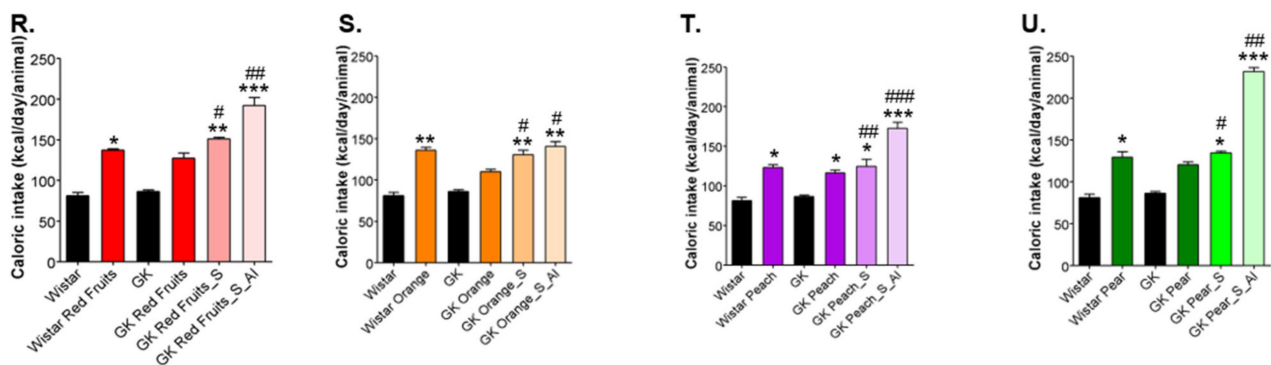 R.
Caloric intake (kcal/day/animal)
250
200
150
100
50
0
*
#
**
##
***
Wistar
Wistar Red Fruits
GK
GK Red Fruits
GK Red Fruits_S
GK Red Fruits_S_Al
S.
Caloric intake (kcal/day/animal)
250
200
150
100
50
0
**
#
**
#
**
Wistar
Wistar Orange
GK
GK Orange
GK Orange_S
GK Orange_S_Al
T.
Caloric intake (kcal/day/animal)
250
200
150
100
50
0
*
*
##
*
###
***
Wistar
Wistar Peach
GK
GK Peach
GK Peach_S
GK Peach_S_Al
U.
Caloric intake (kcal/day/animal)
250
200
150
100
50
0
*
#
*
##
***
Wistar
Wistar Pear
GK
GK Pear
GK Pear_S
GK Pear_S_Al